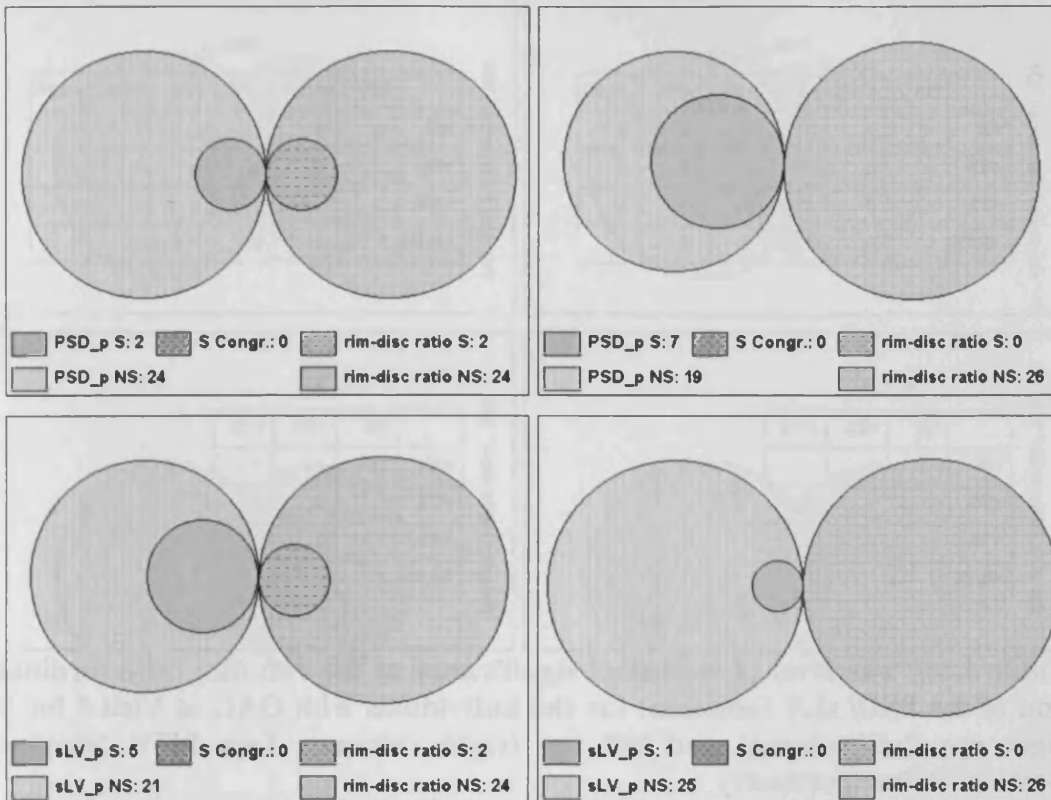 PSD_p S: 2 S Congr.: 0 rim-disc ratio S: 2
PSD_p NS: 24 rim-disc ratio NS: 24
PSD_p S: 7 S Congr.: 0 rim-disc ratio S: 0
PSD_p NS: 19 rim-disc ratio NS: 26
sLV_p S: 5 S Congr.: 0 rim-disc ratio S: 2
sLV_p NS: 21 rim-disc ratio NS: 24
sLV_p S: 1 S Congr.: 0 rim-disc ratio S: 0
sLV_p NS: 25 rim-disc ratio NS: 26